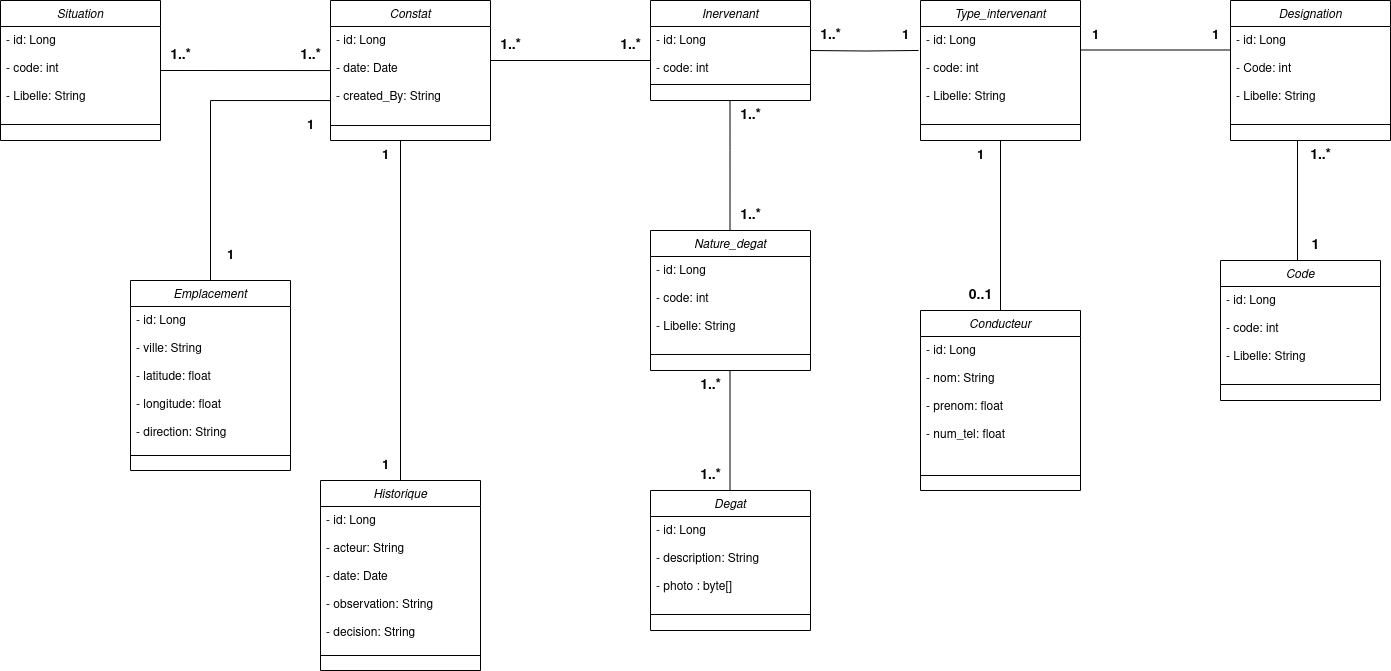 Situation
- id: Long
- code: int
- Libelle: String
1..*
1..*
Constat
- id: Long
- date: Date
- created_By: String
1..*
1..*
Inervenant
- id: Long
- code: int
1..*
1
Type_intervenant
- id: Long
- code: int
- Libelle: String
1
1
Designation
- id: Long
- Code: int
- Libelle: String
1
1
Emplacement
- id: Long
- ville: String
- latitude: float
- longitude: float
- direction: String
1
1
Historique
- id: Long
- acteur: String
- date: Date
- observation: String
- decision: String
1..*
1..*
Nature_degat
- id: Long
- code: int
- Libelle: String
1..*
1..*
Degat
- id: Long
- description: String
- photo : byte[]
1
0..1
Conducteur
- id: Long
- nom: String
- prenom: float
- num_tel: float
1..*
1
Code
- id: Long
- code: int
- Libelle: String